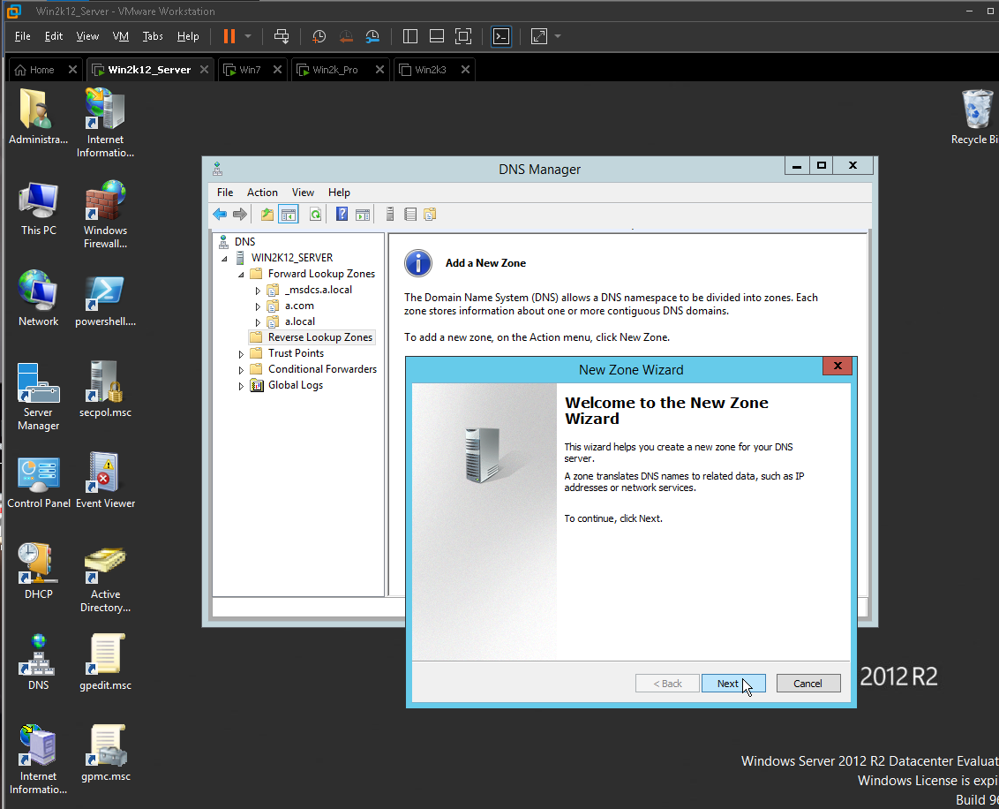 Win2k12_Server - VMware Workstation
File Edit View VM Tabs Help
Home Win2k12_Server Win7 Win2k_Pro Win2k3
Administra...
Internet
Informatio...
Recycle Bi
This PC
Windows
Firewall...
Network
powershell....
Server
Manager
secpol.msc
Control Panel
Event Viewer
DHCP
Active
Directory...
DNS
gpedit.msc
Internet
Informatio...
gpmc.msc
DNS Manager
File Action View Help
DNS
WIN2K12_SERVER
Forward Lookup Zones
_msdcs.a.local
a.com
a.local
Reverse Lookup Zones
Trust Points
Conditional Forwarders
Global Logs
Add a New Zone
The Domain Name System (DNS) allows a DNS namespace to be divided into zones. Each
zone stores information about one or more contiguous DNS domains.
To add a new zone, on the Action menu, click New Zone.
New Zone Wizard
Welcome to the New Zone
Wizard
This wizard helps you create a new zone for your DNS
server.
A zone translates DNS names to related data, such as IP
addresses or network services.
To continue, click Next.
< Back Next Cancel
2012 R2
Windows Server 2012 R2 Datacenter Evaluat
Windows License is expi
Build 96